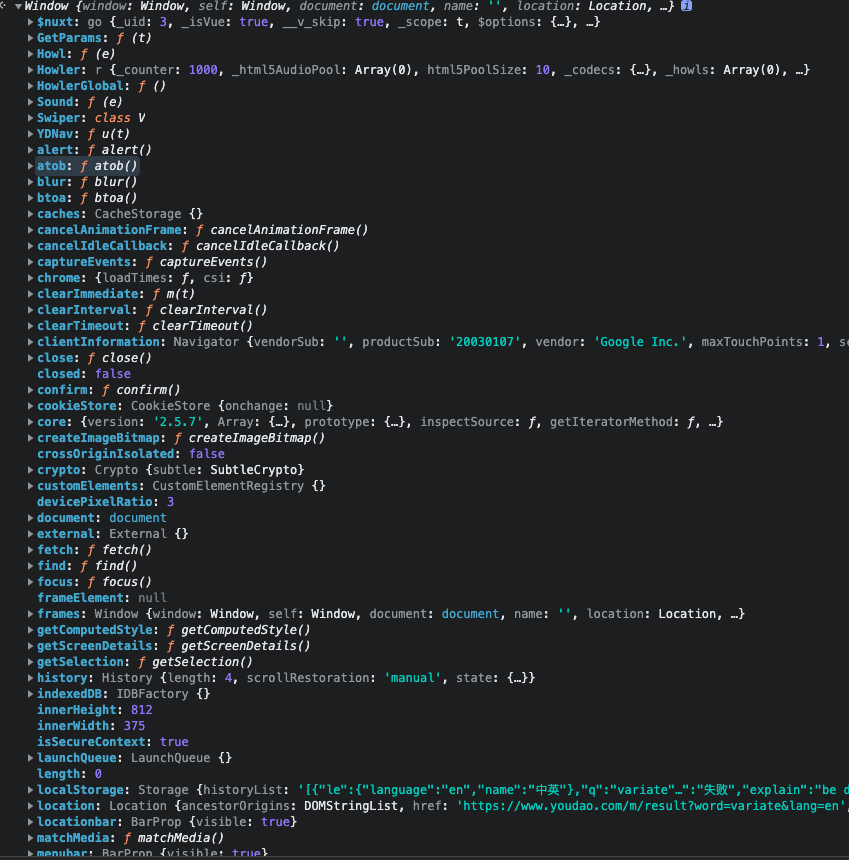 Window {window: Window, self: Window, document: document, name: '', location: Location, …} i
$nuxt: go {_uid: 3, _isVue: true, __v_skip: true, _scope: t, $options: {…}, …}
GetParams: ƒ (t)
Howl: ƒ (e)
Howler: r {_counter: 1000, _html5AudioPool: Array(0), html5PoolSize: 10, _codecs: {…}, _howls: Array(0), …}
HowlerGlobal: ƒ ()
Sound: ƒ (e)
Swiper: class V
YDNav: ƒ u(t)
alert: ƒ alert()
atob: ƒ atob()
blur: ƒ blur()
btoa: ƒ btoa()
caches: CacheStorage {}
cancelAnimationFrame: ƒ cancelAnimationFrame()
cancelIdleCallback: ƒ cancelIdleCallback()
captureEvents: ƒ captureEvents()
chrome: {loadTimes: ƒ, csi: ƒ}
clearImmediate: ƒ m(t)
clearInterval: ƒ clearInterval()
clearTimeout: ƒ clearTimeout()
clientInformation: Navigator {vendorSub: '', productSub: '20030107', vendor: 'Google Inc.', maxTouchPoints: 1, sc
close: ƒ close()
closed: false
confirm: ƒ confirm()
cookieStore: CookieStore {onchange: null}
core: {version: '2.5.7', Array: {…}, prototype: {…}, inspectSource: ƒ, getIteratorMethod: ƒ, …}
createImageBitmap: ƒ createImageBitmap()
crossOriginIsolated: false
crypto: Crypto {subtle: SubtleCrypto}
customElements: CustomElementRegistry {}
devicePixelRatio: 3
document: document
external: External {}
fetch: ƒ fetch()
find: ƒ find()
focus: ƒ focus()
frameElement: null
frames: Window {window: Window, self: Window, document: document, name: '', location: Location, …}
getComputedStyle: ƒ getComputedStyle()
getScreenDetails: ƒ getScreenDetails()
getSelection: ƒ getSelection()
history: History {length: 4, scrollRestoration: 'manual', state: {…}}
indexedDB: IDBFactory {}
innerHeight: 812
innerWidth: 375
isSecureContext: true
launchQueue: LaunchQueue {}
length: 0
localStorage: Storage {historyList: '[{"le":{"language":"en","name":"中英"},"q":"variate"…":"失败","explain":"be d
location: Location {ancestorOrigins: DOMStringList, href: 'https://www.youdao.com/m/result?word=variate&lang=en',
locationbar: BarProp {visible: true}
matchMedia: ƒ matchMedia()
menubar: BarProp {visible: true}